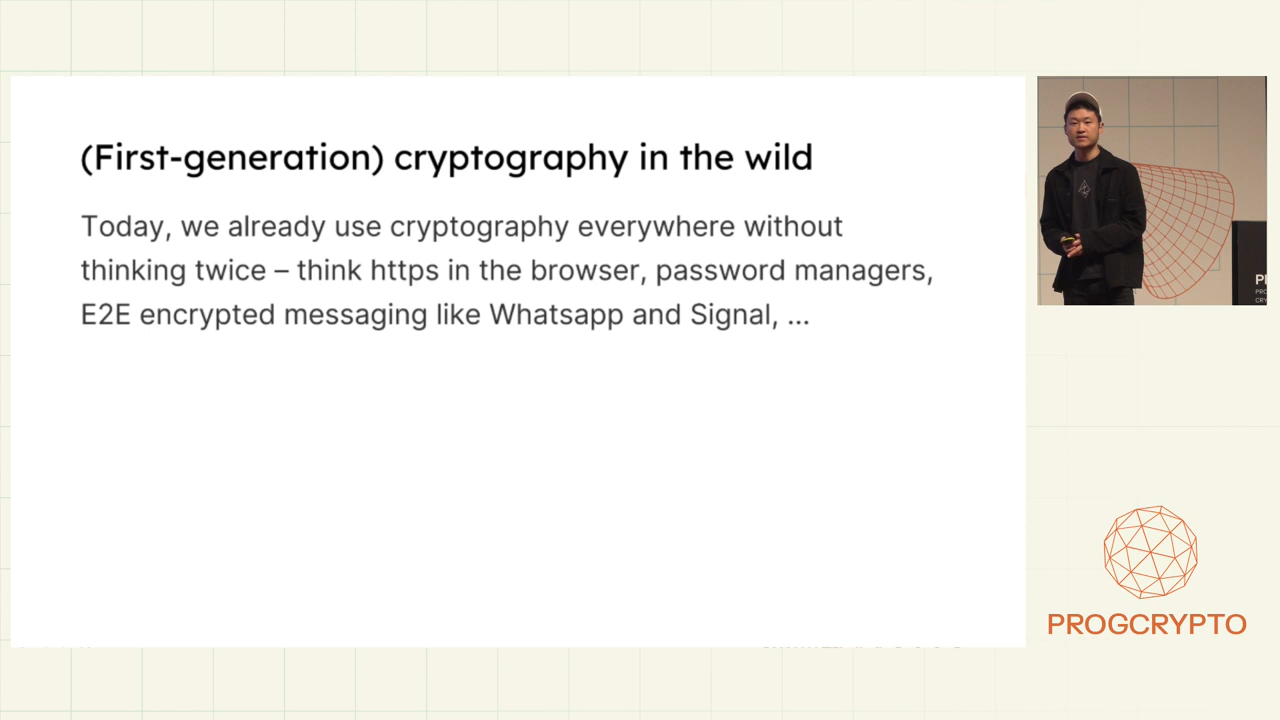 (First-generation) cryptography in the wild
Today, we already use cryptography everywhere without
thinking twice – think https in the browser, password managers,
E2E encrypted messaging like Whatsapp and Signal, ...
PROGCRYPTO